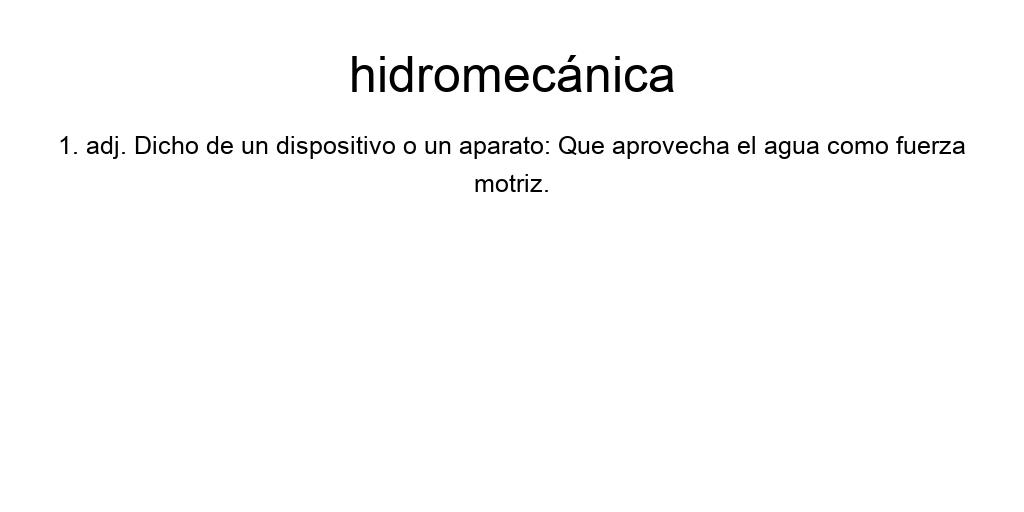 hidromecánica
1. adj. Dicho de un dispositivo o un aparato: Que aprovecha el agua como fuerza
motriz.